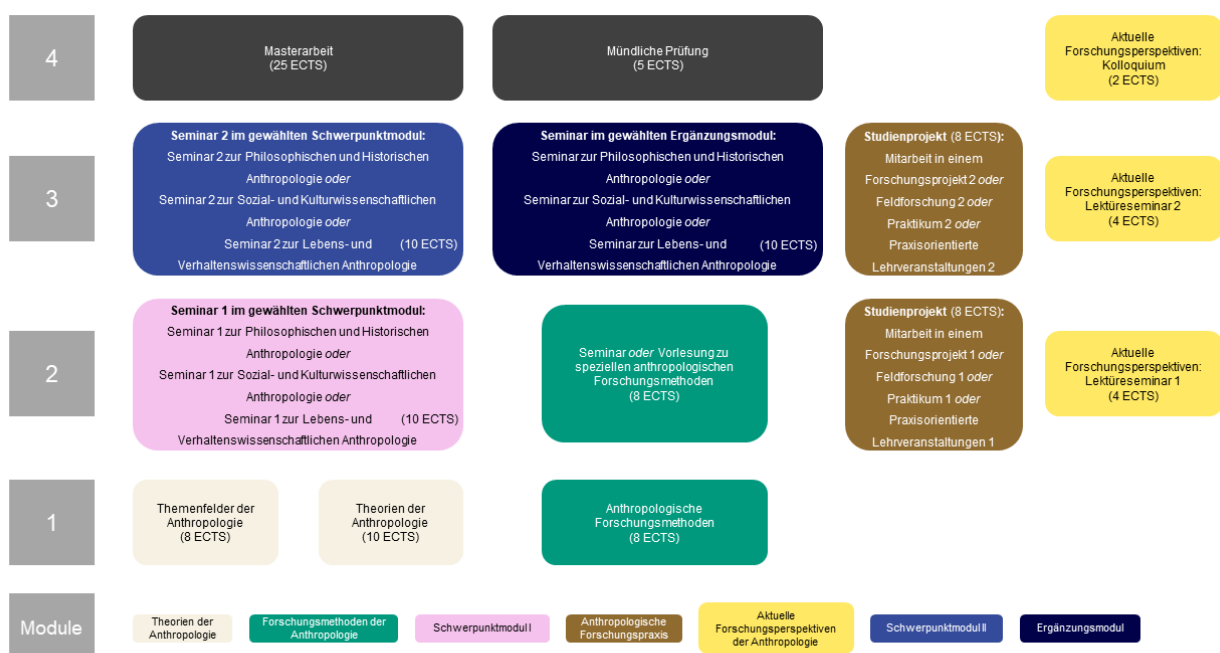 4
Masterarbeit
(25 ECTS)
Mündliche Prüfung
(5 ECTS)
Aktuelle
Forschungsperspektiven:
Kolloquium
(2 ECTS)
3
Seminar 2 im gewählten Schwerpunktmodul:
Seminar 2 zur Philosophischen und Historischen
Anthropologie oder
Seminar 2 zur Sozial- und Kulturwissenschaftlichen
Anthropologie oder
Seminar 2 zur Lebens- und (10 ECTS)
Verhaltenswissenschaftlichen Anthropologie
Seminar im gewählten Ergänzungsmodul:
Seminar zur Philosophischen und Historischen
Anthropologie oder
Seminar zur Sozial- und Kulturwissenschaftlichen
Anthropologie oder
Seminar zur Lebens- und (10 ECTS)
Verhaltenswissenschaftlichen Anthropologie
Studienprojekt (8 ECTS):
Mitarbeit in einem
Forschungsprojekt 2 oder
Feldforschung 2 oder
Praktikum 2 oder
Praxisorientierte
Lehrveranstaltungen 2
Aktuelle
Forschungsperspektiven:
Lektüreseminar 2
(4 ECTS)
2
Seminar 1 im gewählten Schwerpunktmodul:
Seminar 1 zur Philosophischen und Historischen
Anthropologie oder
Seminar 1 zur Sozial- und Kulturwissenschaftlichen
Anthropologie oder
Seminar 1 zur Lebens- und (10 ECTS)
Verhaltenswissenschaftlichen Anthropologie
Seminar oder Vorlesung zu
speziellen anthropologischen
Forschungsmethoden
(8 ECTS)
Studienprojekt (8 ECTS):
Mitarbeit in einem
Forschungsprojekt 1 oder
Feldforschung 1 oder
Praktikum 1 oder
Praxisorientierte
Lehrveranstaltungen 1
Aktuelle
Forschungsperspektiven:
Lektüreseminar 1
(4 ECTS)
1
Themenfelder der
Anthropologie
(8 ECTS)
Theorien der
Anthropologie
(10 ECTS)
Anthropologische
Forschungsmethoden
(8 ECTS)
Module
Theorien der
Anthropologie
Forschungsmethoden der
Anthropologie
Schwerpunktmodul I
Anthropologische
Forschungspraxis
Aktuelle
Forschungsperspektiven
der Anthropologie
Schwerpunktmodul II
Ergänzungsmodul